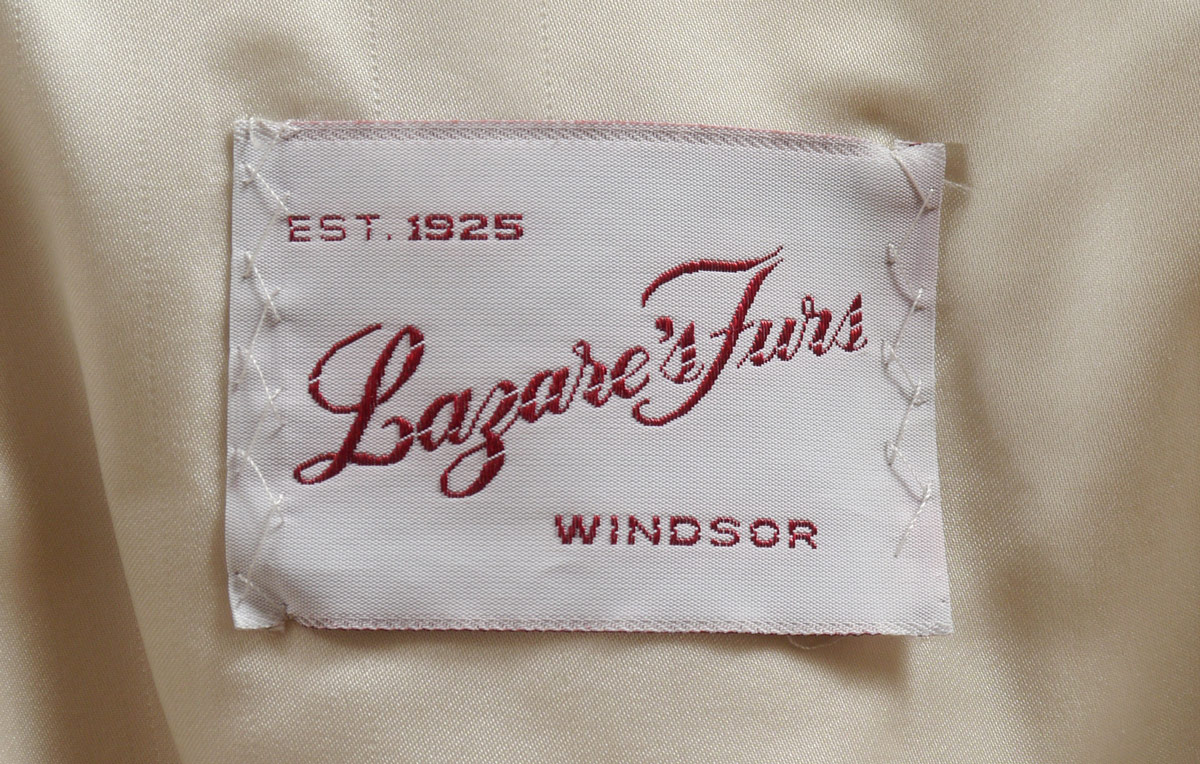 EST. 1925
Lazare's Furs
WINDSOR